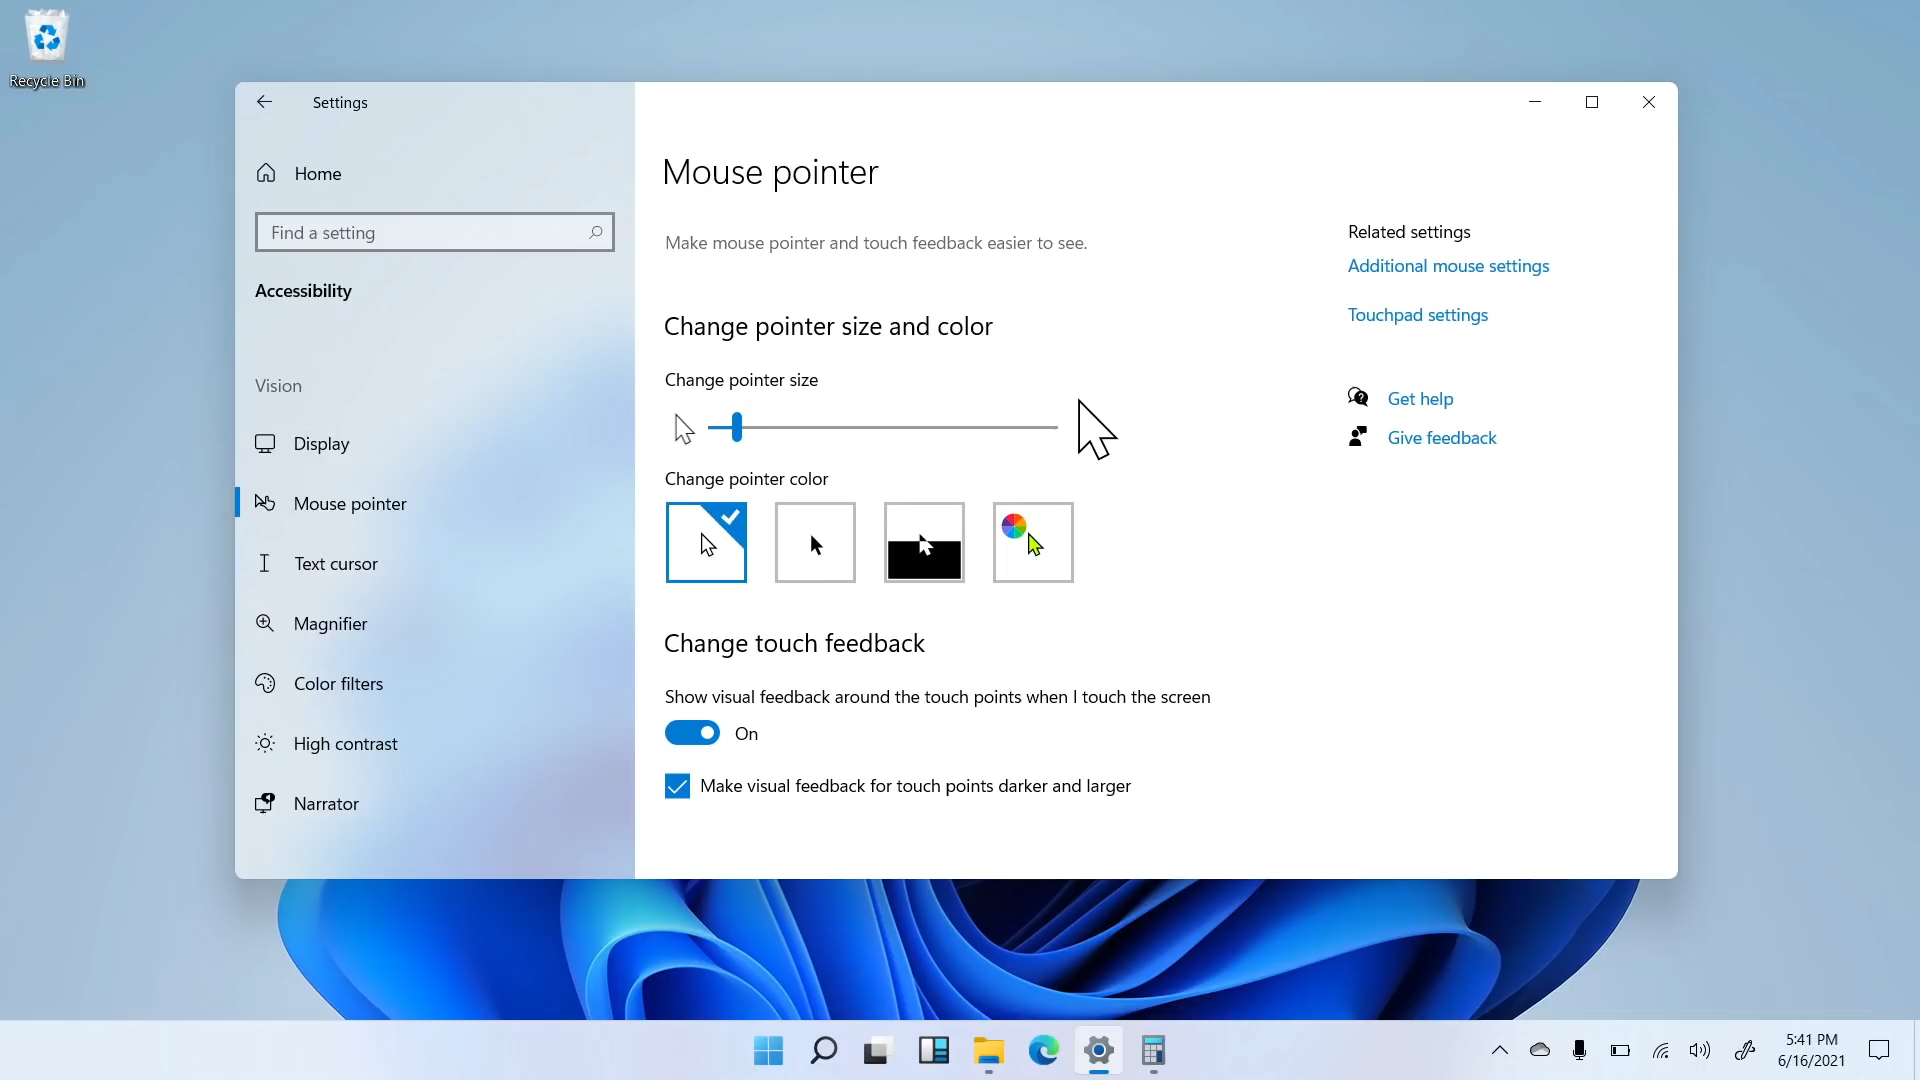 Recycle Bin
Settings
Home
Find a setting
Accessibility
Vision
Display
Mouse pointer
Text cursor
Magnifier
Color filters
High contrast
Narrator
Mouse pointer
Make mouse pointer and touch feedback easier to see.
Change pointer size and color
Change pointer size
Change pointer color
Change touch feedback
Show visual feedback around the touch points when I touch the screen
On
Make visual feedback for touch points darker and larger
Related settings
Additional mouse settings
Touchpad settings
Get help
Give feedback
5:41 PM
6/16/2021